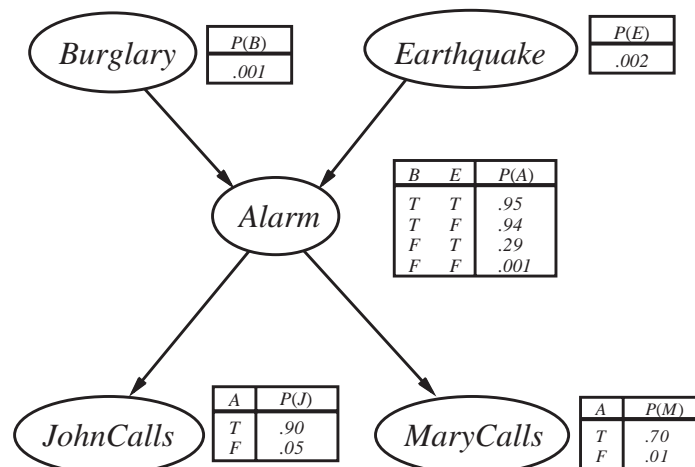 Burglary
P(B)
.001
Earthquake
P(E)
.002
Alarm
B E P(A)
T T .95
T F .94
F T .29
F F .001
JohnCalls
A P(J)
T .90
F .05
MaryCalls
A P(M)
T .70
F .01